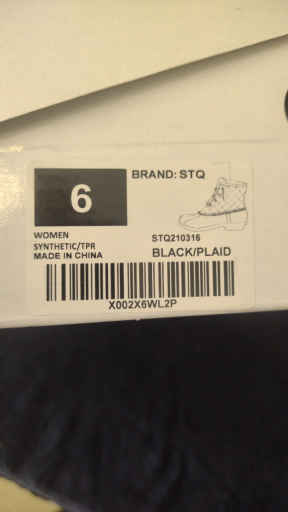 6
BRAND: STQ
WOMEN
SYNTHETIC/TPR
MADE IN CHINA
STQ210316
BLACK/PLAID
X002X6WL2P